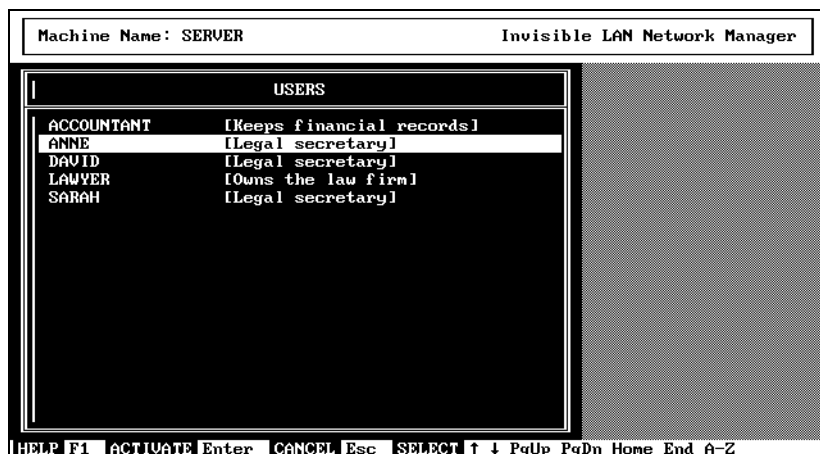 Machine Name: SERVER Invisible LAN Network Manager
USERS
ACCOUNTANT [Keeps financial records]
ANNE [Legal secretary]
DAVID [Legal secretary]
LAWYER [Owns the law firm]
SARAH [Legal secretary]
HELP F1 ACTIVATE Enter CANCEL Esc SELECT ↑ ↓ PgUp PgDn Home End A-Z